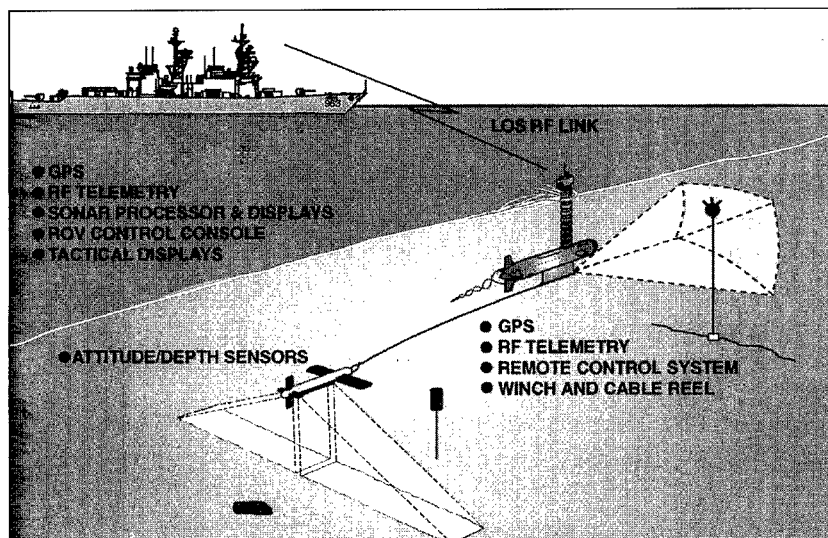 LOS RF LINK
● GPS
● RF TELEMETRY
● SONAR PROCESSOR & DISPLAYS
● ROV CONTROL CONSOLE
● TACTICAL DISPLAYS
● ATTITUDE/DEPTH SENSORS
● GPS
● RF TELEMETRY
● REMOTE CONTROL SYSTEM
● WINCH AND CABLE REEL